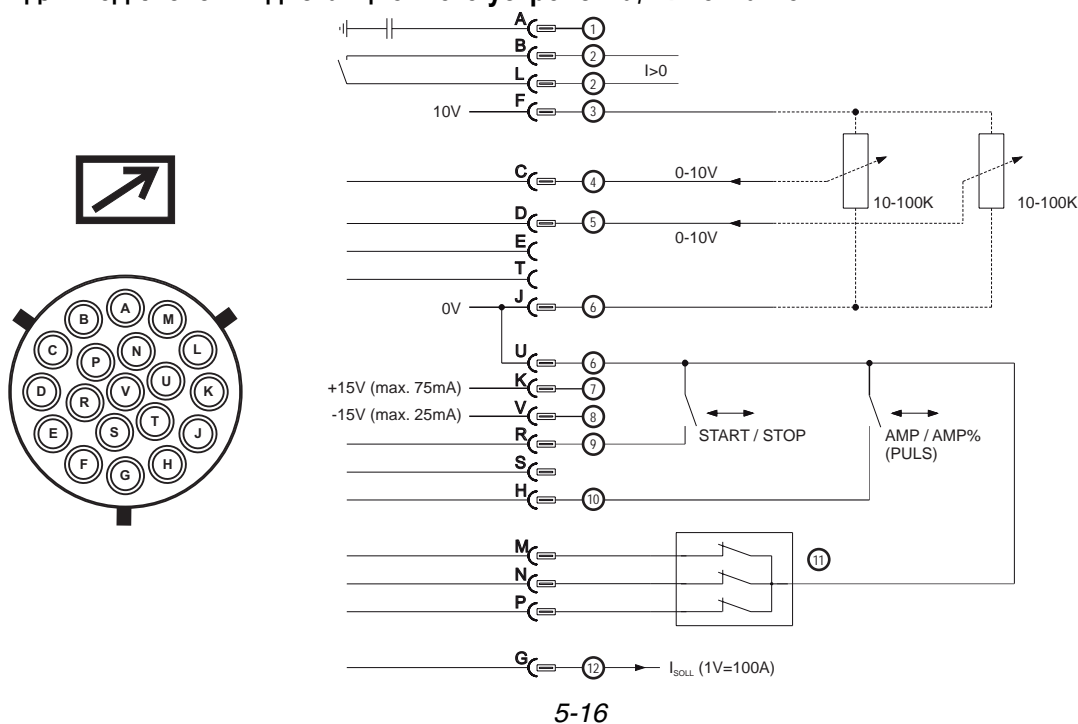 A 1
B 2
I>0
L 2
10V F 3
C 4 0-10V
10-100K 10-100K
D 5
0-10V
E
T
0V J 6
U 6
+15V (max. 75mA) K 7
-15V (max. 25mA) V 8
START / STOP AMP / AMP%
(PULS)
R 9
S
H 10
M
11
N
P
G 12 ISOLL (1V=100A)
A
B M
C N L
P
D R V U K
E S T J
F H
G
5-16